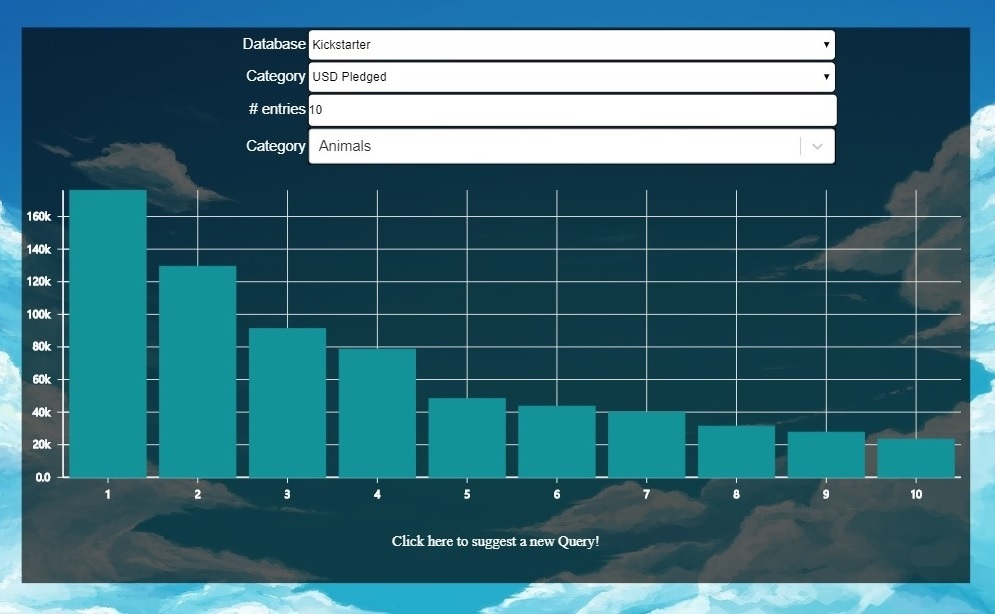 Database Kickstarter
Category USD Pledged
# entries 10
Category Animals
160k
140k
120k
100k
80k
60k
40k
20k
0.0
1 2 3 4 5 6 7 8 9 10
Click here to suggest a new Query!